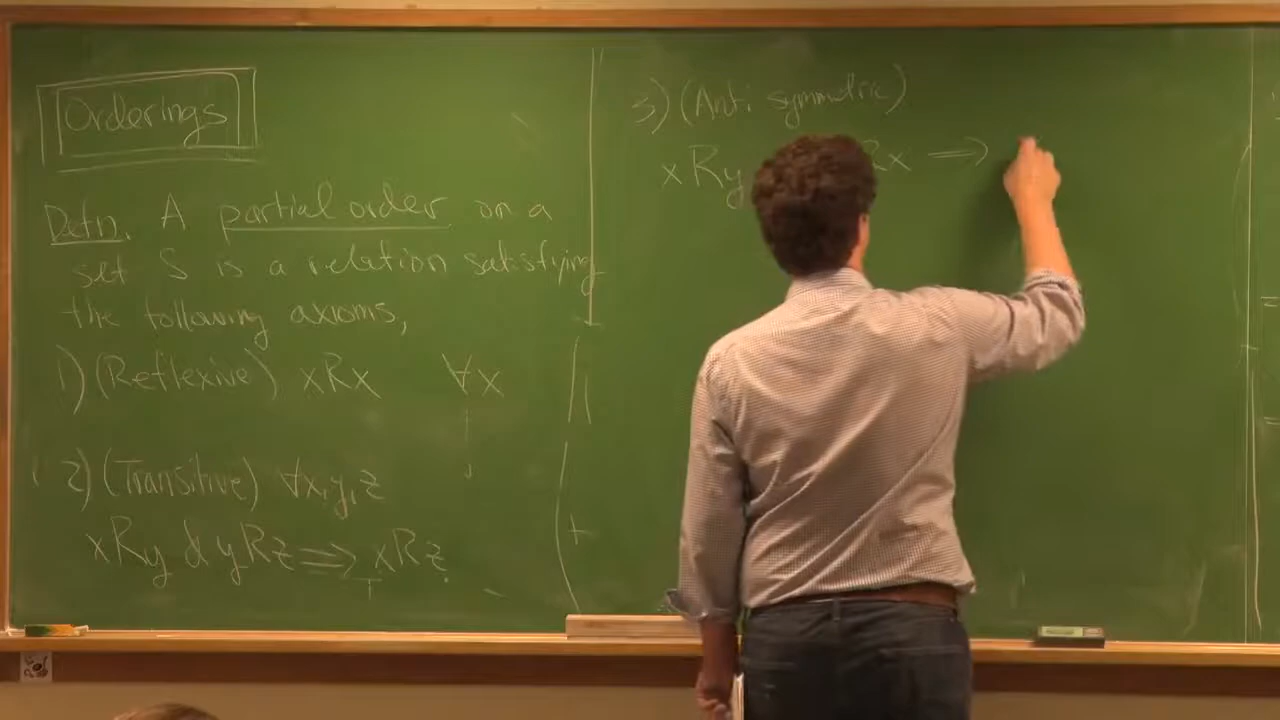 Orderings
Defn. A partial order on a
set S is a relation satisfying
the following axioms,
1) (Reflexive) xRx ∀x
2) (Transitive) ∀x,y,z
xRy & yRz ⟹ xRz.
3) (Anti symmetric)
xRy Rx ⟹